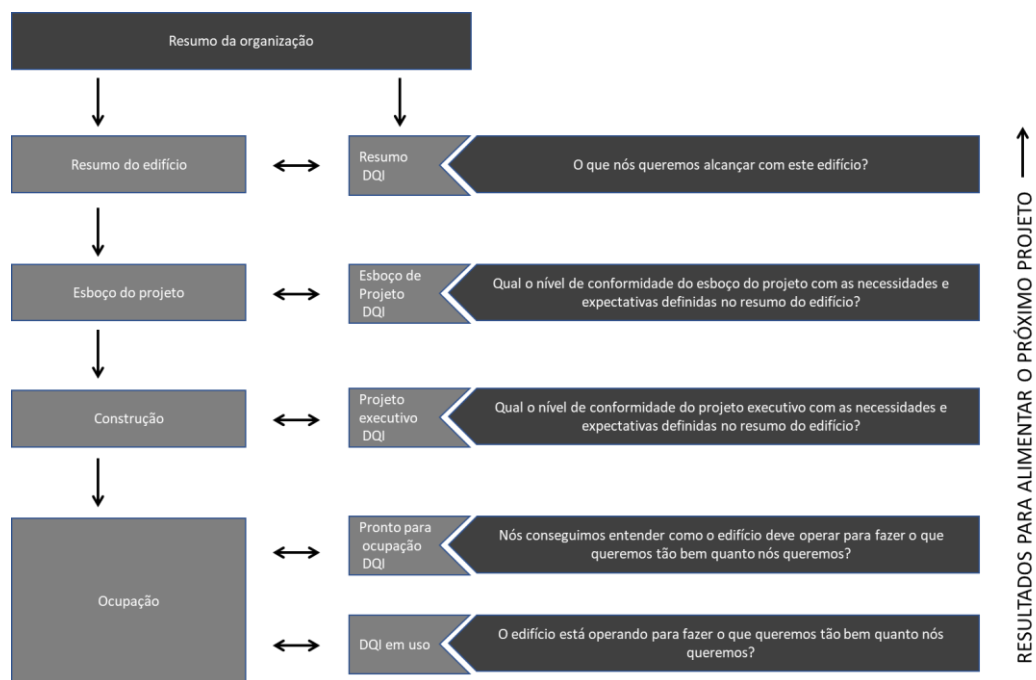 Resumo da organização
Resumo do edifício
Resumo
DQI
O que nós queremos alcançar com este edifício?
Esboço do projeto
Esboço de
Projeto
DQI
Qual o nível de conformidade do esboço do projeto com as necessidades e
expectativas definidas no resumo do edifício?
Construção
Projeto
executivo
DQI
Qual o nível de conformidade do projeto executivo com as necessidades e
expectativas definidas no resumo do edifício?
Ocupação
Pronto para
ocupação
DQI
Nós conseguimos entender como o edifício deve operar para fazer o que
queremos tão bem quanto nós queremos?
DQI em uso
O edifício está operando para fazer o que queremos tão bem quanto nós
queremos?
RESULTADOS PARA ALIMENTAR O PRÓXIMO PROJETO